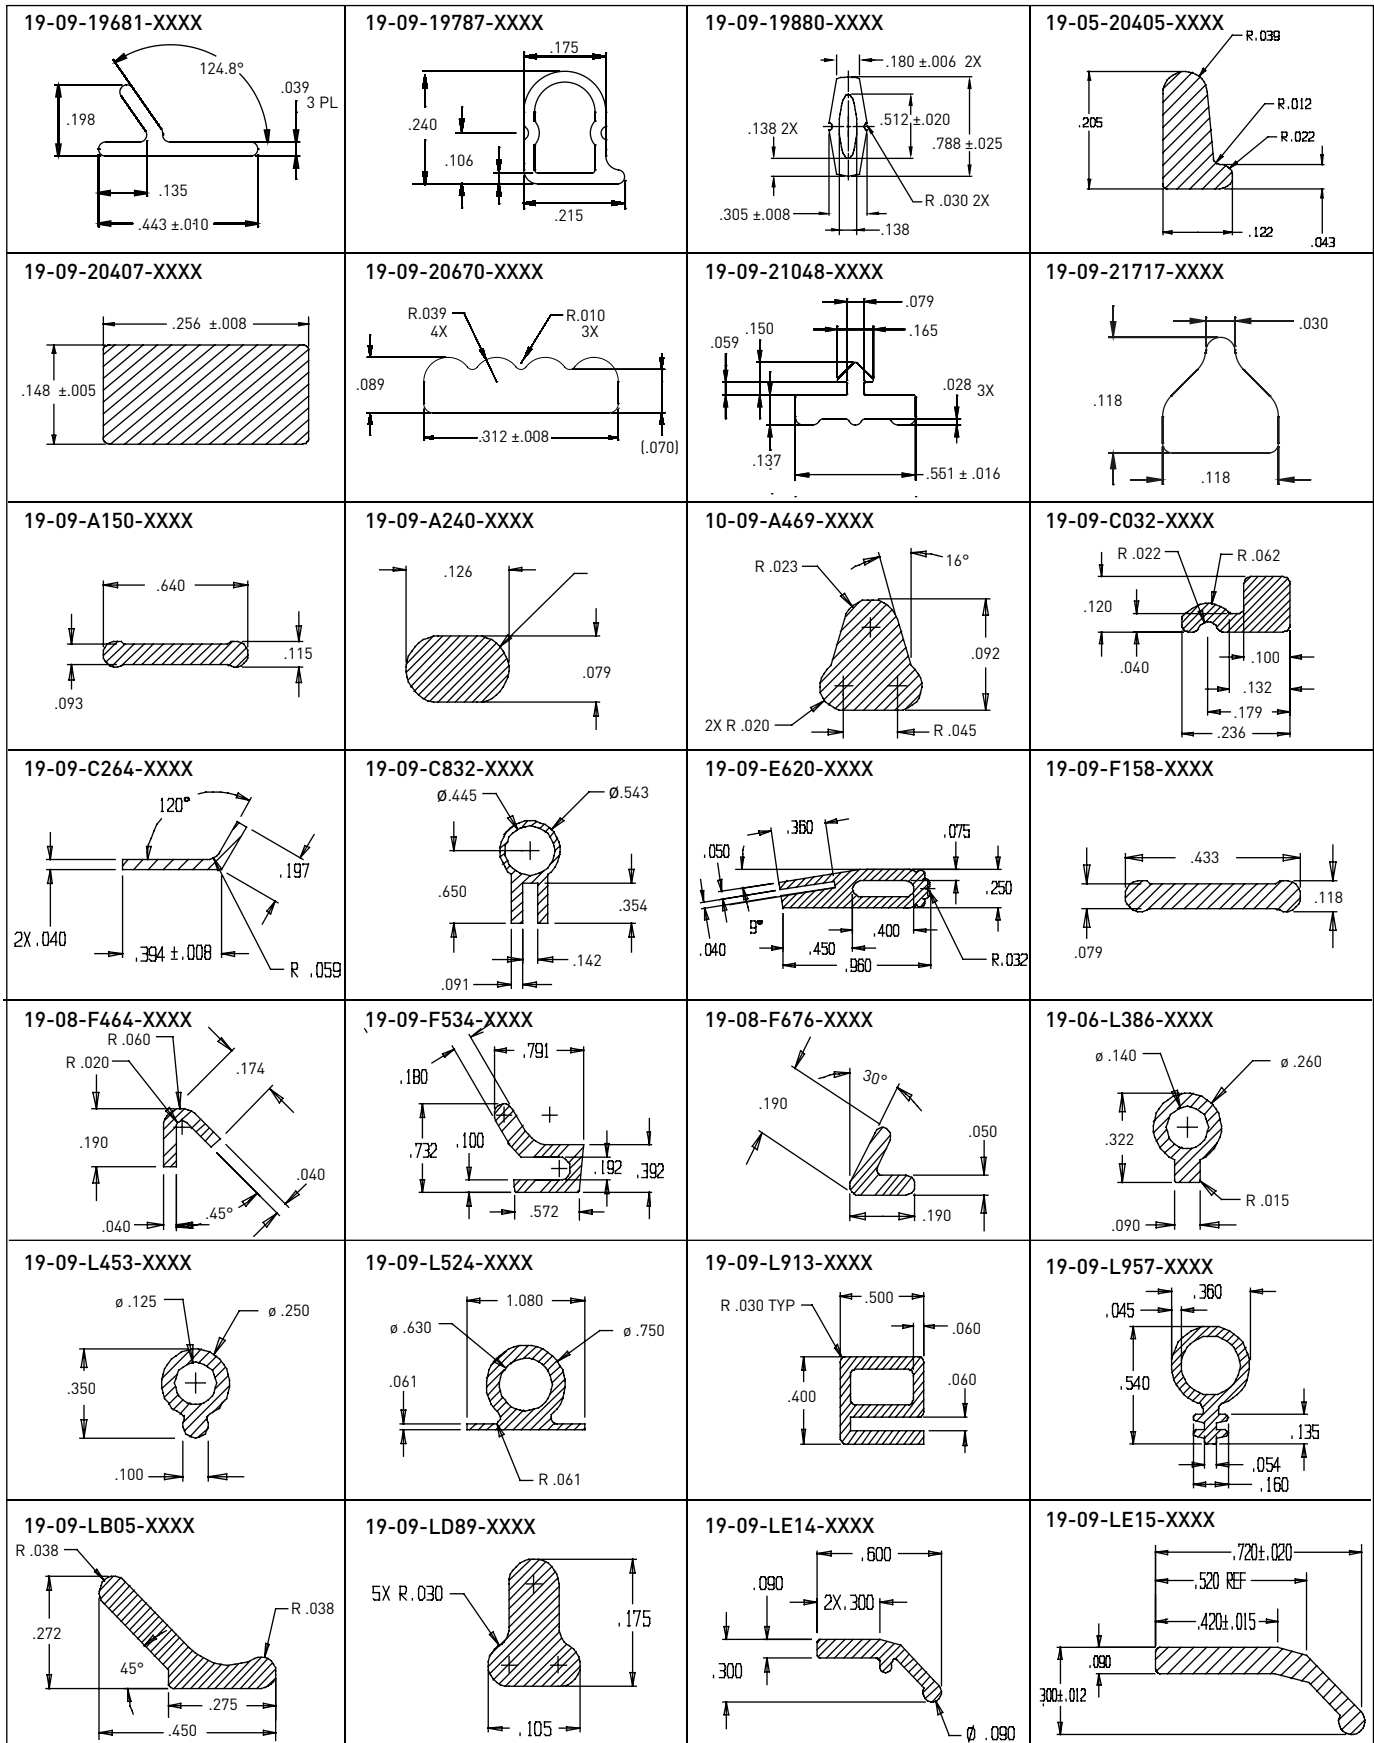 19-09-19681-XXXX
124.8°
.039
3 PL
.198
.135
.443 ±.010
19-09-19787-XXXX
.175
.240
.106
.215
19-09-19880-XXXX
.180 ±.006 2X
.512 ±.020
.138 2X
.788 ±.025
R .030 2X
.305 ±.008
.138
19-05-20405-XXXX
R.039
R.012
.205
R.022
.122
.043
19-09-20407-XXXX
.256 ±.008
.148 ±.005
19-09-20670-XXXX
R.039
4X
R.010
3X
.089
.312 ±.008
(.070)
19-09-21048-XXXX
.079
.150
.165
.059
.028 3X
.137
.551 ± .016
19-09-21717-XXXX
.030
.118
.118
19-09-A150-XXXX
.640
.115
.093
19-09-A240-XXXX
.126
.079
10-09-A469-XXXX
R .023
16°
.092
2X R .020
R .045
19-09-C032-XXXX
R .022
R .062
.120
.040
.100
.132
.179
.236
19-09-C264-XXXX
120°
.197
2X .040
.394 ±.008
R .059
19-09-C832-XXXX
Ø.445
Ø.543
.650
.354
.142
.091
19-09-E620-XXXX
.360
.075
.050
.250
9°
.400
.040
.450
.960
R.032
19-09-F158-XXXX
.433
.118
.079
19-08-F464-XXXX
R .060
R .020
.174
.190
.040
.45°
.040
19-09-F534-XXXX
.791
.180
.100
.732
.192
.392
.572
19-08-F676-XXXX
30°
.190
.050
.190
19-06-L386-XXXX
ø .140
ø .260
.322
R .015
.090
19-09-L453-XXXX
ø .125
ø .250
.350
.100
19-09-L524-XXXX
1.080
ø .630
ø .750
.061
R .061
19-09-L913-XXXX
R .030 TYP
.500
.060
.400
.060
19-09-L957-XXXX
.360
.045
.540
.135
.054
.160
19-09-LB05-XXXX
R .038
R .038
.272
45°
.275
.450
19-09-LD89-XXXX
5X R.030
.175
.105
19-09-LE14-XXXX
.600
.090
2X .300
.300
Ø .090
19-09-LE15-XXXX
.720±.020
.520 REF
.420±.015
.090
.300±.012